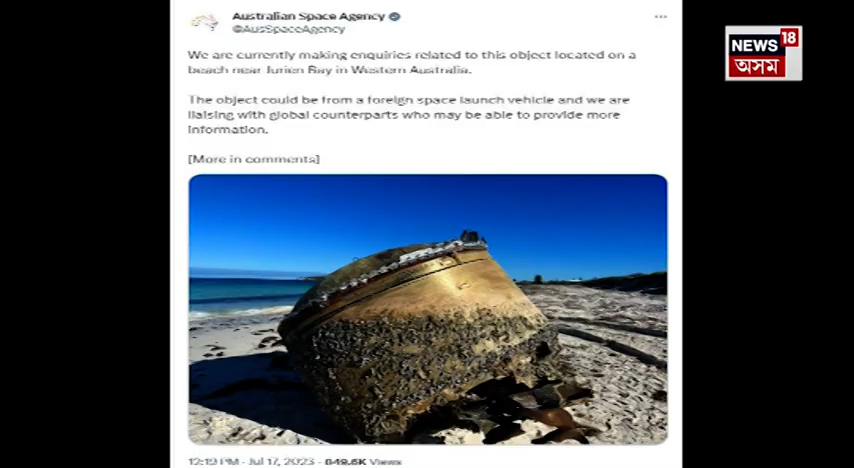 Australian Space Agency
@AusSpaceAgency
NEWS 18
অসম
We are currently making enquiries related to this object located on a
beach near Jurien Bay in Western Australia.
The object could be from a foreign space launch vehicle and we are
liaising with global counterparts who may be able to provide more
information.
[More in comments]
12:19 PM · Jul 17, 2023 · 849.6K Views